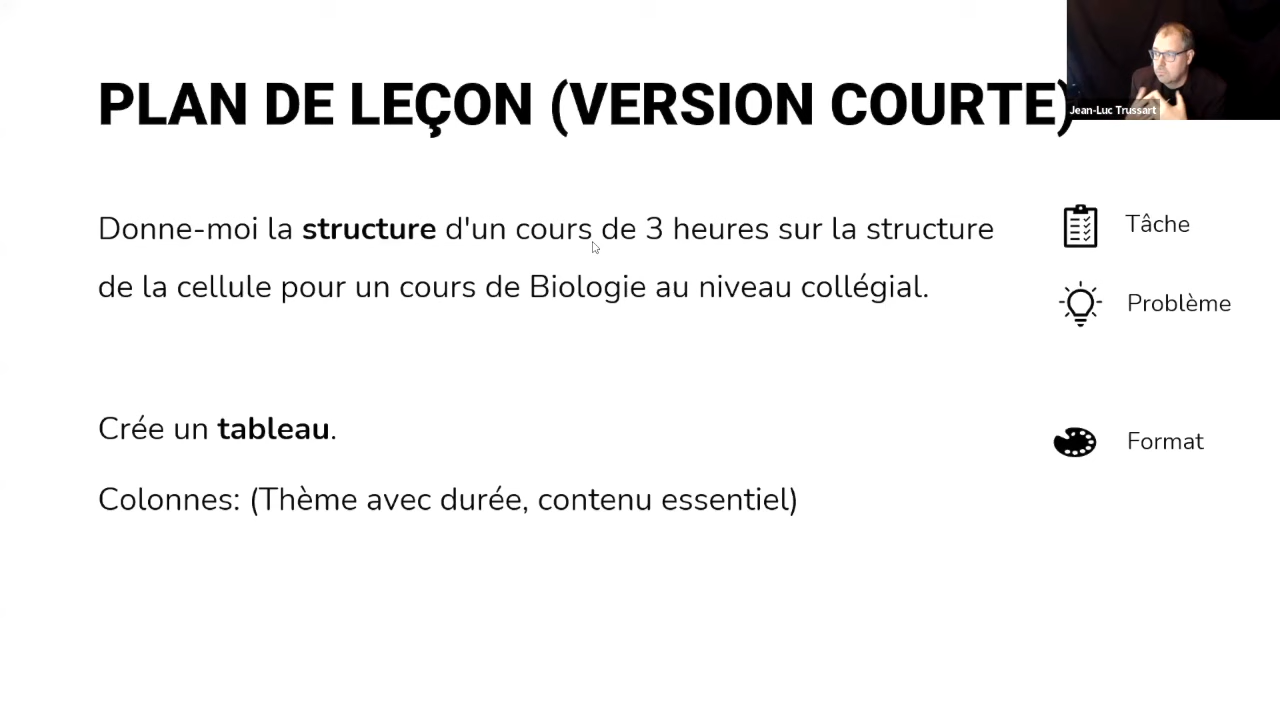 PLAN DE LEÇON (VERSION COURTE)
Jean-Luc Trussart
Donne-moi la structure d'un cours de 3 heures sur la structure
de la cellule pour un cours de Biologie au niveau collégial.
Tâche
Problème
Crée un tableau.
Format
Colonnes: (Thème avec durée, contenu essentiel)